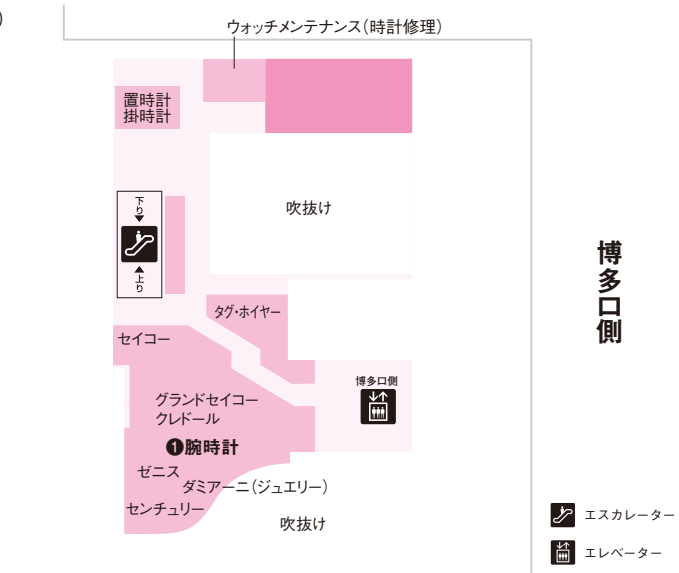 )
ウォッチメンテナンス(時計修理)
置時計
掛時計
吹抜け
下り
上り
タグ・ホイヤー
セイコー
博多口側
グランドセイコー
クレドール
❶腕時計
ゼニス
ダミアーニ(ジュエリー)
センチュリー
吹抜け
博多口側
エスカレーター
エレベーター